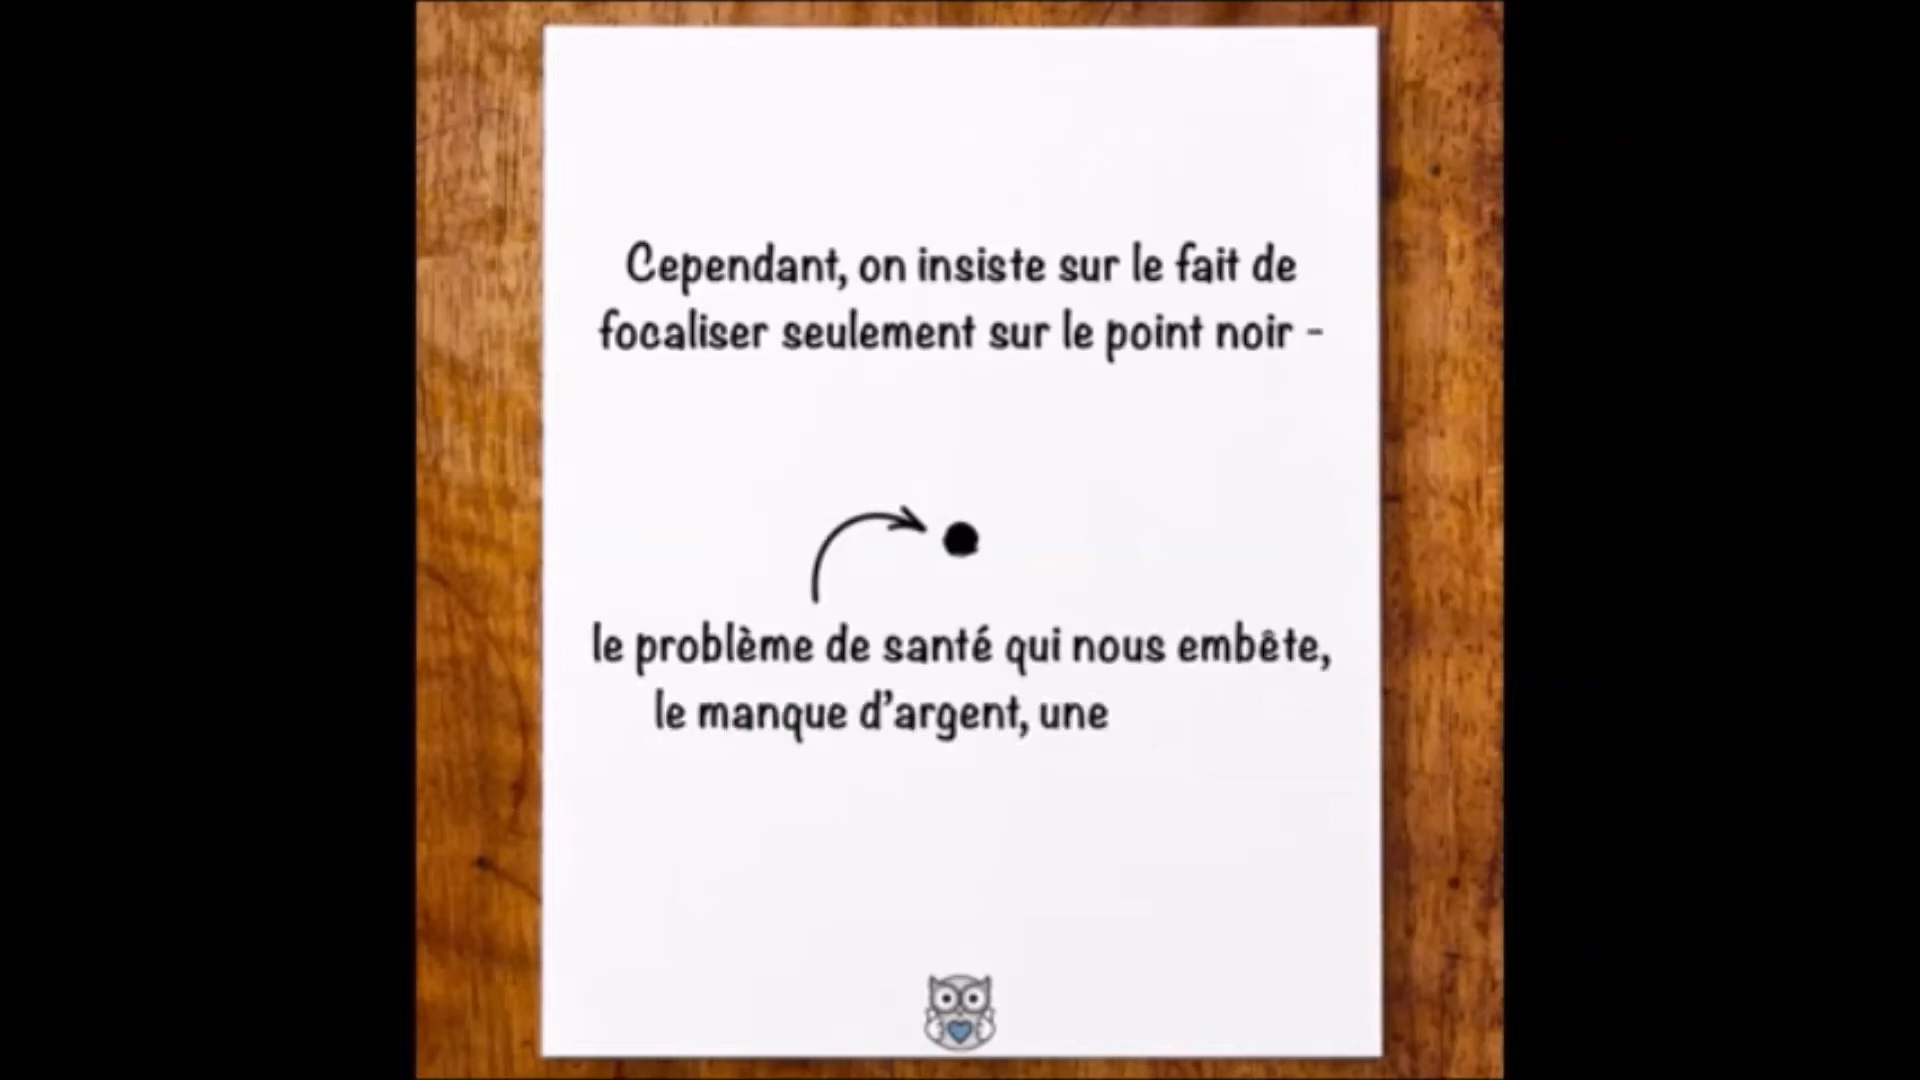 Cependant, on insiste sur le fait de
focaliser seulement sur le point noir -
le problème de santé qui nous embête,
le manque d’argent, une